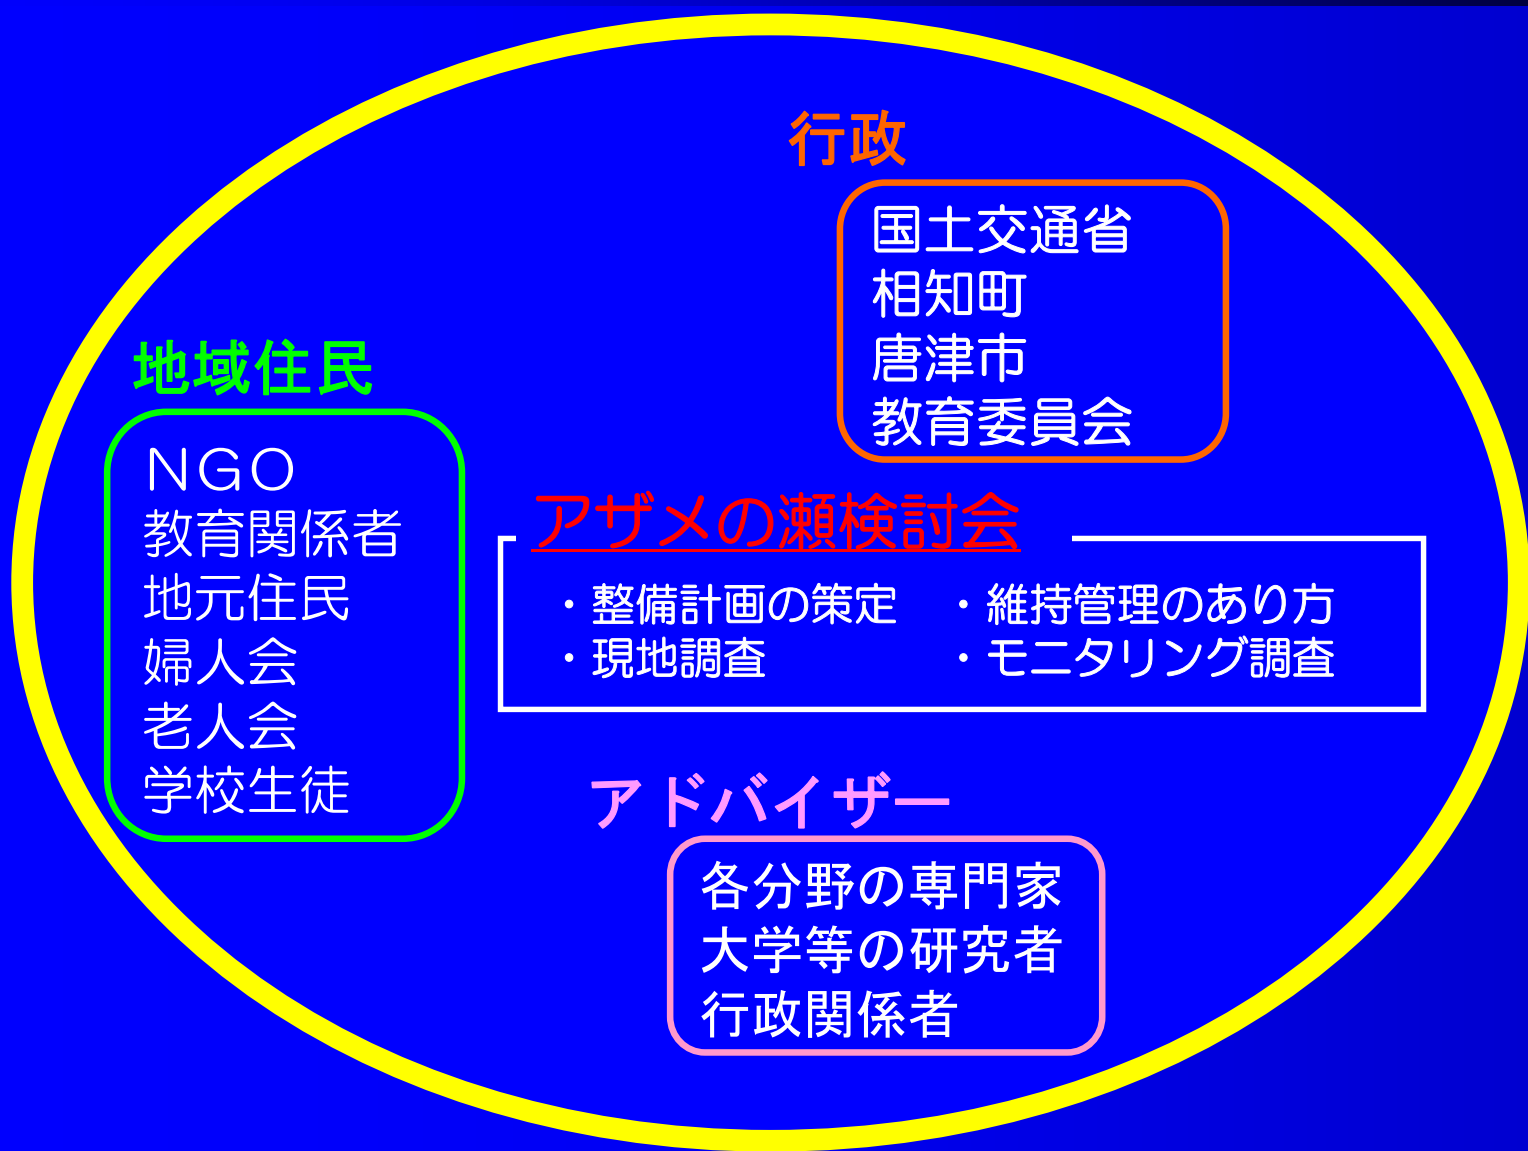 行政
国土交通省
相知町
唐津市
教育委員会
地域住民
ＮＧＯ
教育関係者
地元住民
婦人会
老人会
学校生徒
アザメの瀬検討会
・整備計画の策定　・維持管理のあり方
・現地調査　・モニタリング調査
アドバイザー
各分野の専門家
大学等の研究者
行政関係者